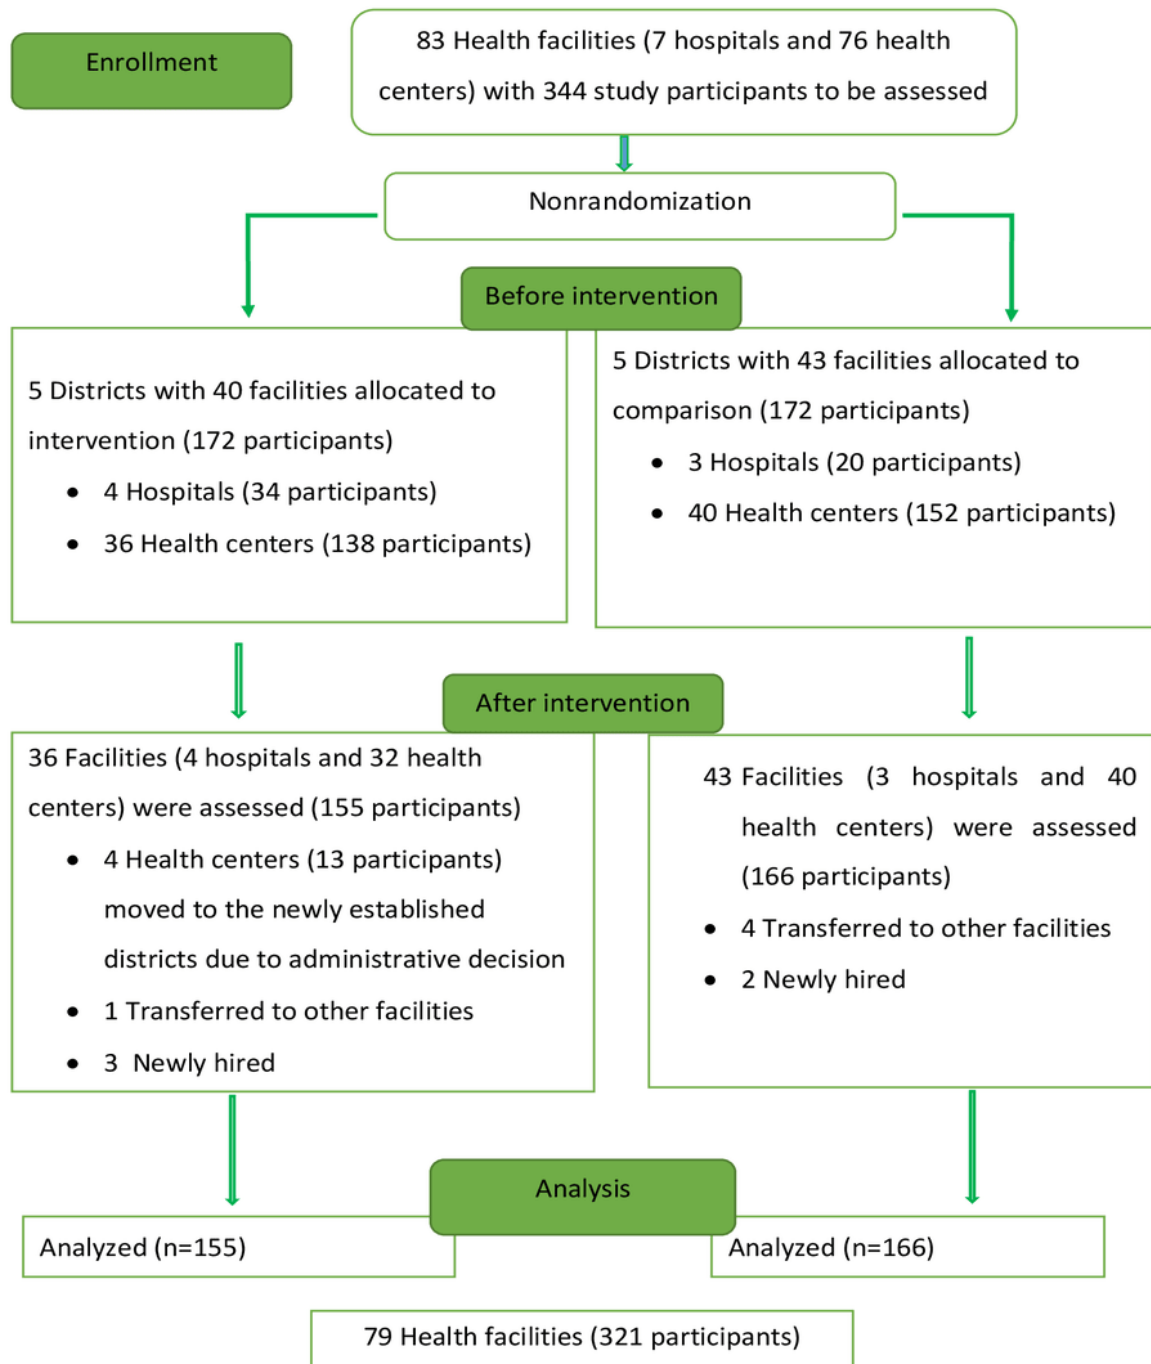 Enrollment
83 Health facilities (7 hospitals and 76 health
centers) with 344 study participants to be assessed
Nonrandomization
Before intervention
5 Districts with 40 facilities allocated to
intervention (172 participants)
• 4 Hospitals (34 participants)
• 36 Health centers (138 participants)
5 Districts with 43 facilities allocated to
comparison (172 participants)
• 3 Hospitals (20 participants)
• 40 Health centers (152 participants)
After intervention
36 Facilities (4 hospitals and 32 health
centers) were assessed (155 participants)
• 4 Health centers (13 participants)
moved to the newly established
districts due to administrative decision
• 1 Transferred to other facilities
• 3 Newly hired
43 Facilities (3 hospitals and 40
health centers) were assessed
(166 participants)
• 4 Transferred to other facilities
• 2 Newly hired
Analysis
Analyzed (n=155)
Analyzed (n=166)
79 Health facilities (321 participants)